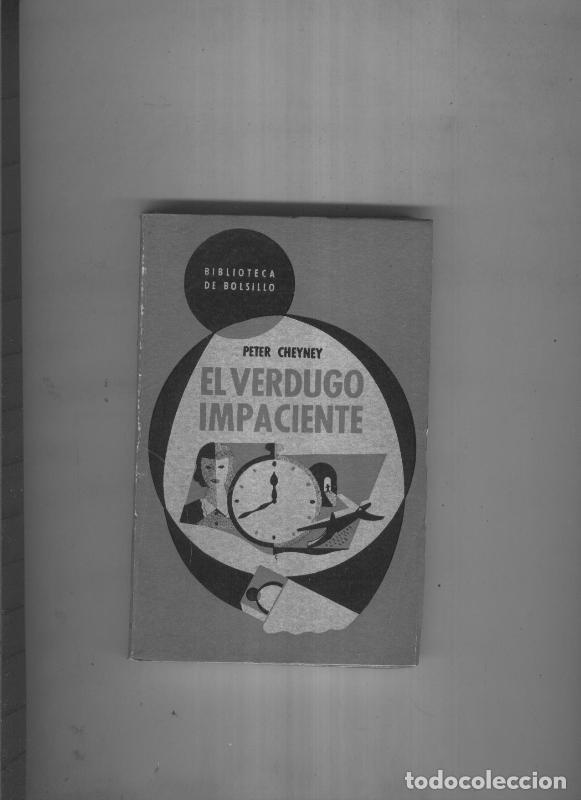 BIBLIOTECA
DE BOLSILLO
PETER CHEYNEY
EL VERDUGO
IMPACIENTE
todocoleccion